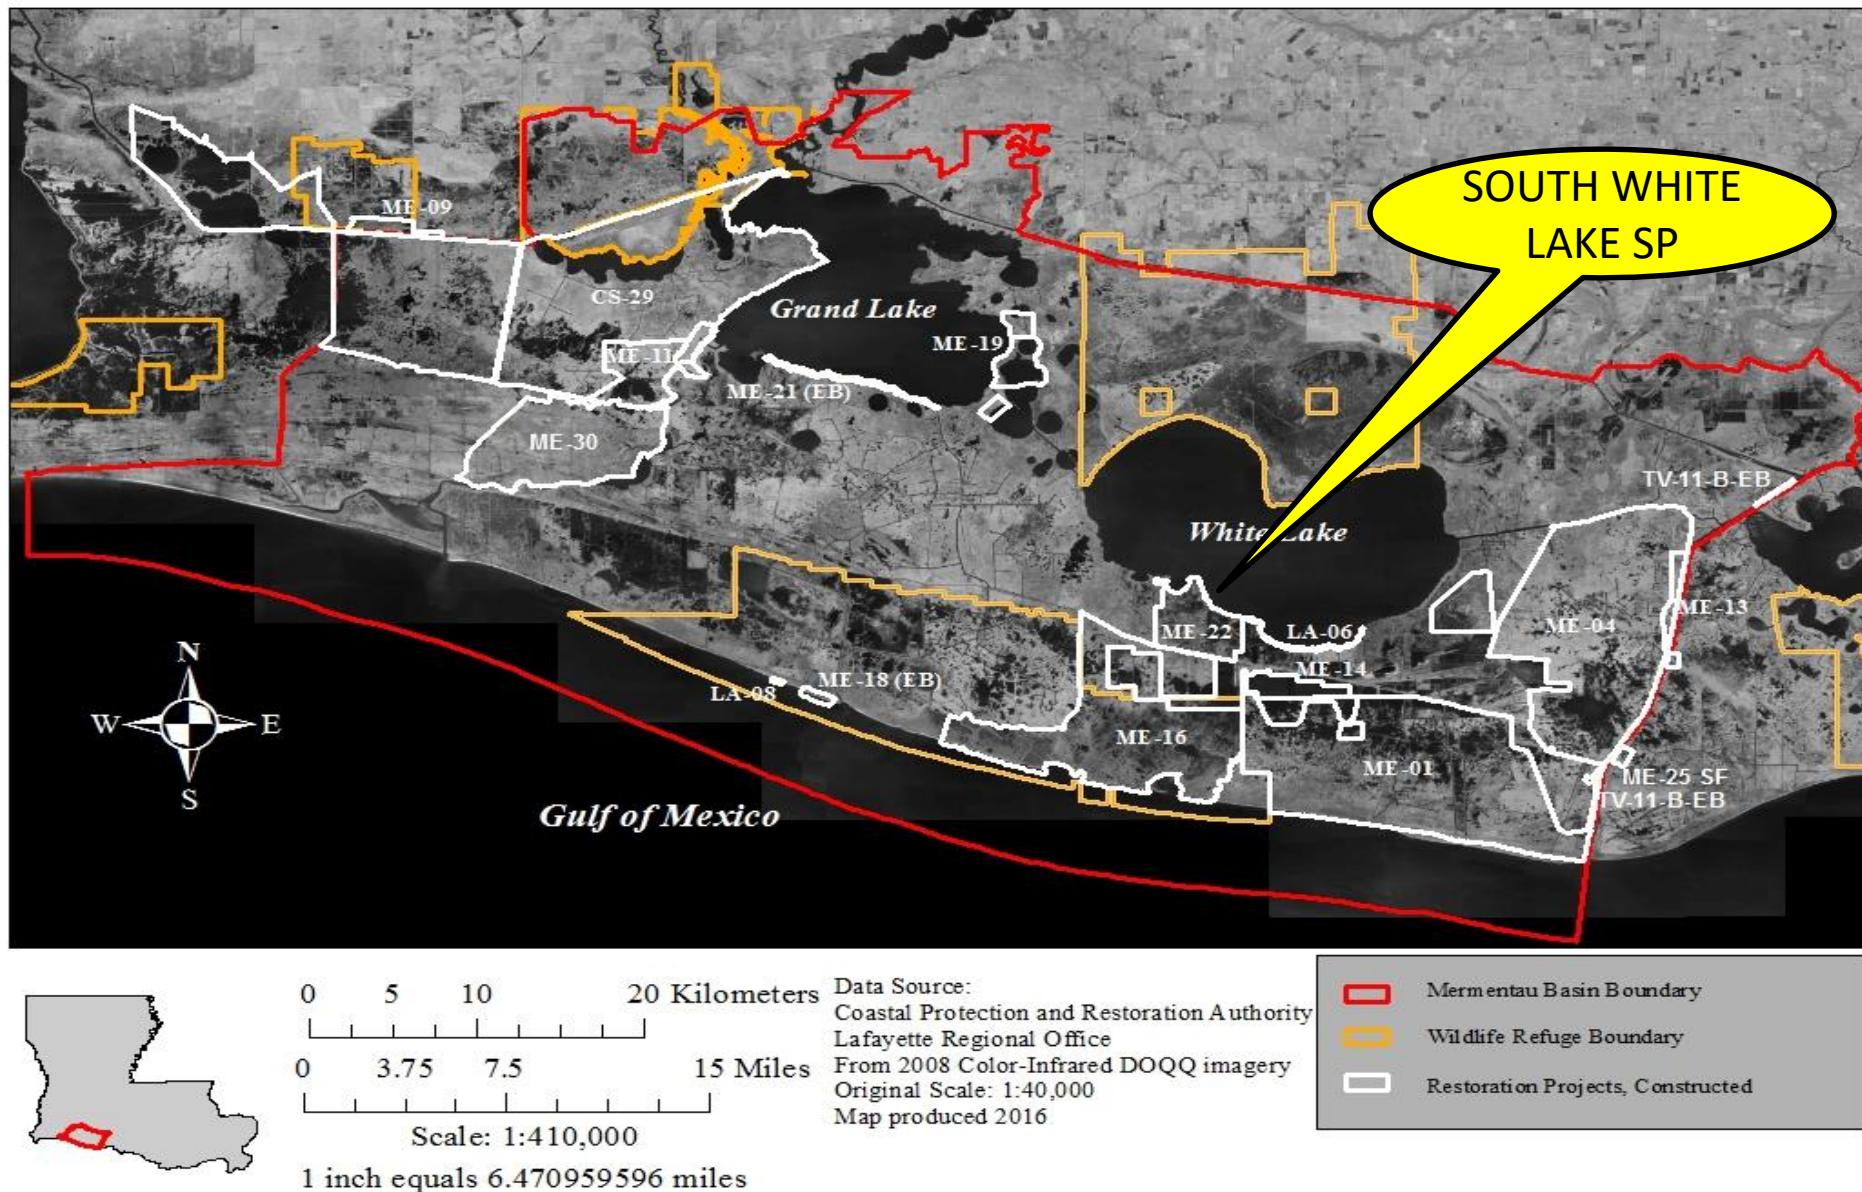 SOUTH WHITE
LAKE SP
ME-09
CS-29
Grand Lake
ME-11
ME-19
ME-21 (EB)
ME-30
TV-11-B-EB
White Lake
ME-13
ME-22
LA-06
ME-04
ME-14
LA-08
ME-18 (EB)
ME-16
ME-01
ME-25 SF
TV-11-B-EB
N
W
E
S
Gulf of Mexico
0 5 10 20 Kilometers
0 3.75 7.5 15 Miles
Scale: 1:410,000
1 inch equals 6.470959596 miles
Data Source:
Coastal Protection and Restoration Authority
Lafayette Regional Office
From 2008 Color-Infrared DOQQ imagery
Original Scale: 1:40,000
Map produced 2016
Mermentau Basin Boundary
Wildlife Refuge Boundary
Restoration Projects, Constructed